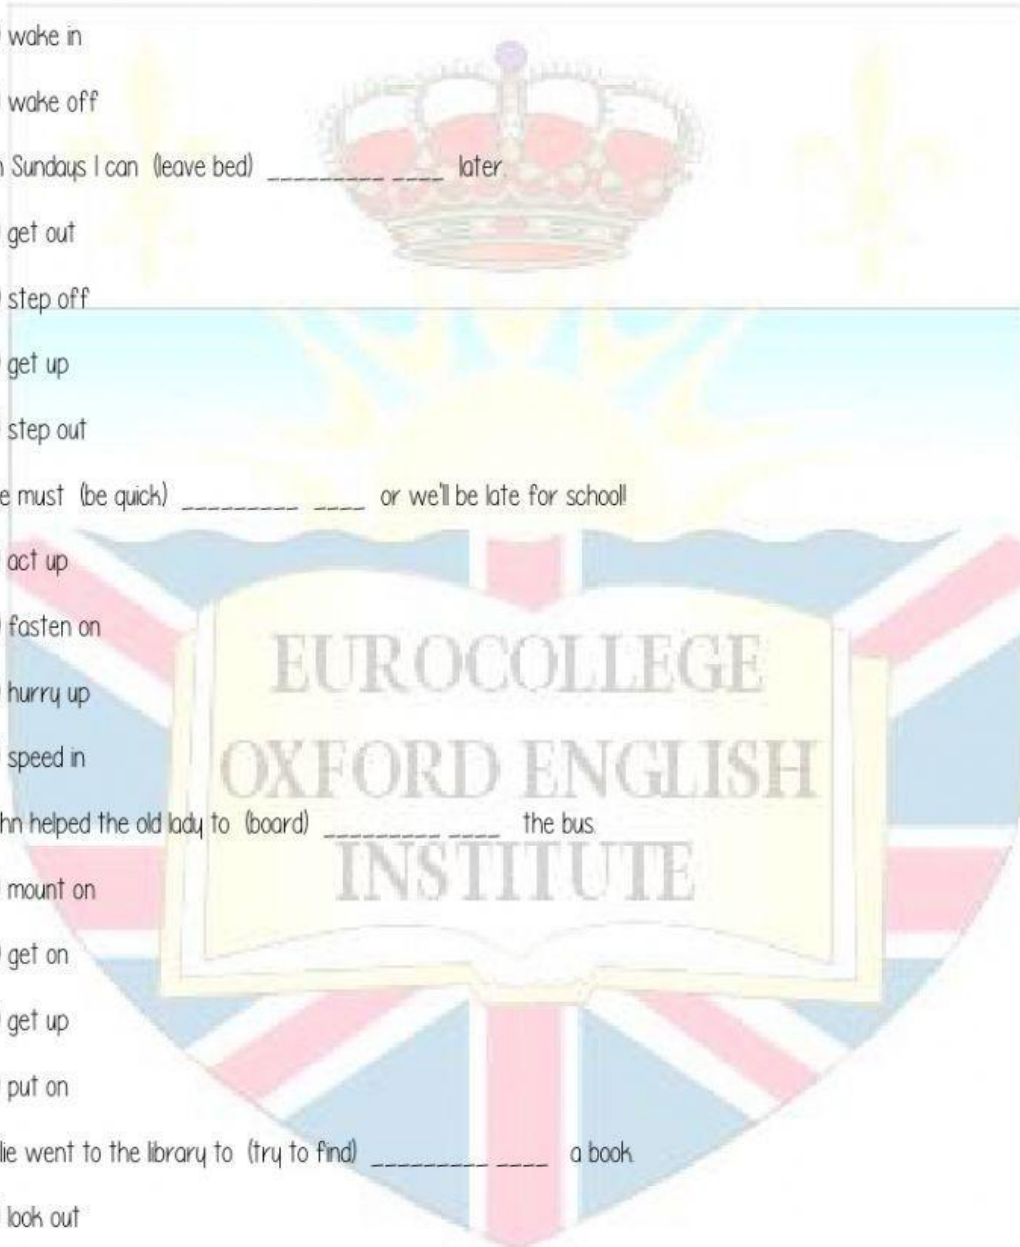 ) wake in
) wake off
n Sundays I can (leave bed) _________ ____ later.
) get out
) step off
) get up
) step out
e must (be quick) _________ ____ or we'll be late for school!
) act up
) fasten on
) hurry up
) speed in
hn helped the old lady to (board) _________ ____ the bus.
) mount on
) get on
) get up
) put on
lie went to the library to (try to find) _________ ____ a book.
) look out
EUROCOLLEGE
OXFORD ENGLISH
INSTITUTE